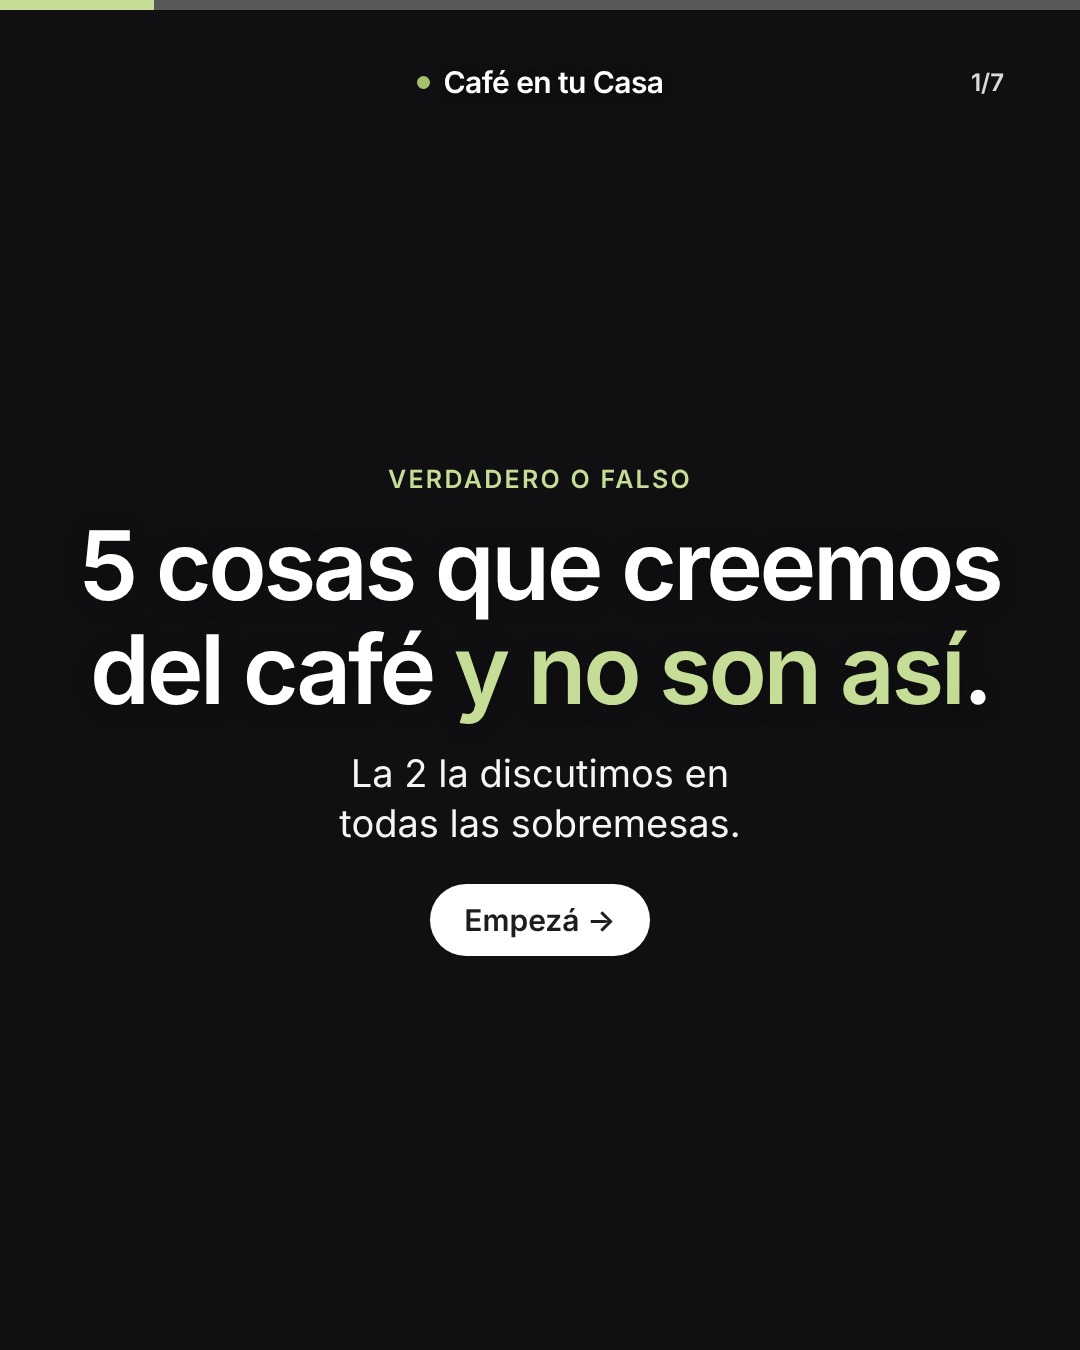 Café en tu Casa
1/7
VERDADERO O FALSO
5 cosas que creemos
del café y no son así.
La 2 la discutimos en
todas las sobremesas.
Empezá →